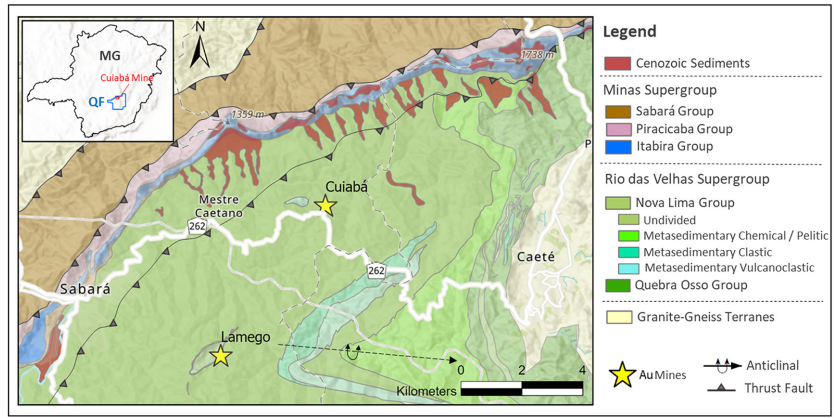 N
MG
Cuiabá Mine
QF
1738 m
1359 m
Cuiabá
Mestre
Caetano
262
262
Caeté
Sabará
Lamego
P
0 2 4
Kilometers
Legend
Cenozoic Sediments
Minas Supergroup
Sabará Group
Piracicaba Group
Itabira Group
Rio das Velhas Supergroup
Nova Lima Group
Undivided
Metasedimentary Chemical / Pelitic
Metasedimentary Clastic
Metasedimentary Vulcanoclastic
Quebra Osso Group
Granite-Gneiss Terranes
Au Mines
Anticlinal
Thrust Fault